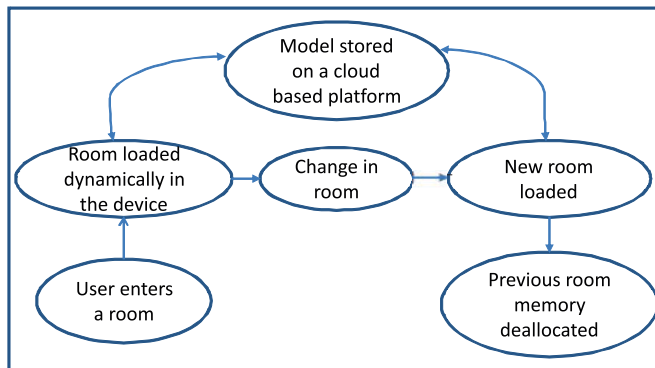 Model stored
on a cloud
based platform
Room loaded
dynamically in
the device
Change in
room
New room
loaded
User enters
a room
Previous room
memory
deallocated